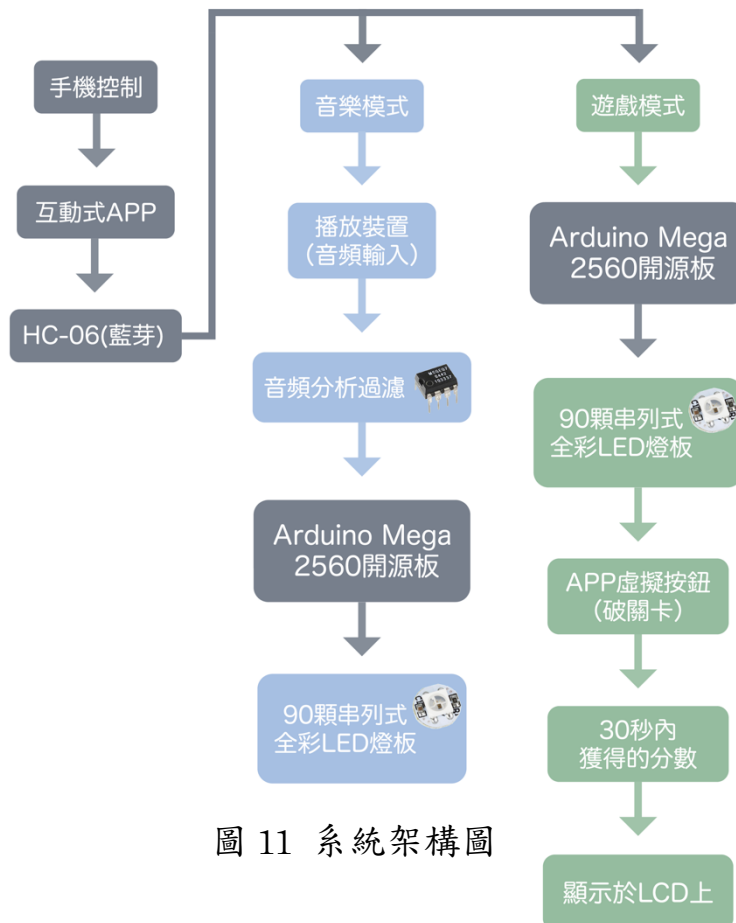 手機控制
互動式APP
HC-06(藍芽)
音樂模式
播放裝置
(音頻輸入)
音頻分析過濾
Arduino Mega
2560開源板
90顆串列式
全彩LED燈板
遊戲模式
Arduino Mega
2560開源板
90顆串列式
全彩LED燈板
APP虛擬按鈕
(破關卡)
30秒內
獲得的分數
顯示於LCD上
圖 11 系統架構圖